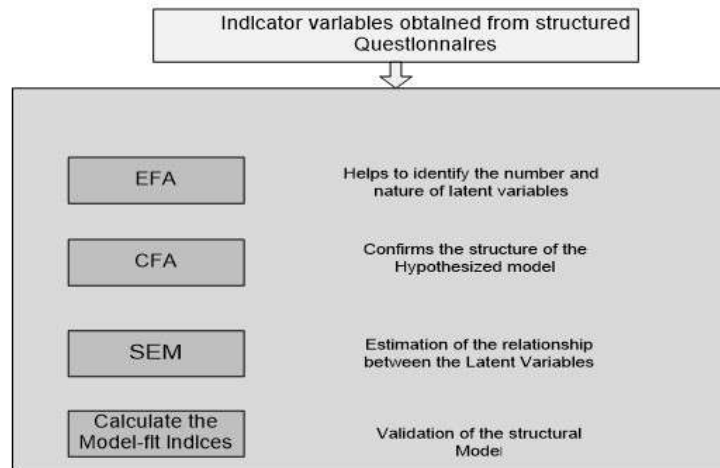 Indicator variables obtained from structured
Questionnaires
EFA
Helps to identify the number and
nature of latent variables
CFA
Confirms the structure of the
Hypothesized model
SEM
Estimation of the relationship
between the Latent Variables
Calculate the
Model-fit Indices
Validation of the structural
Model